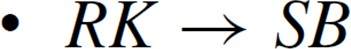 • RK → SB